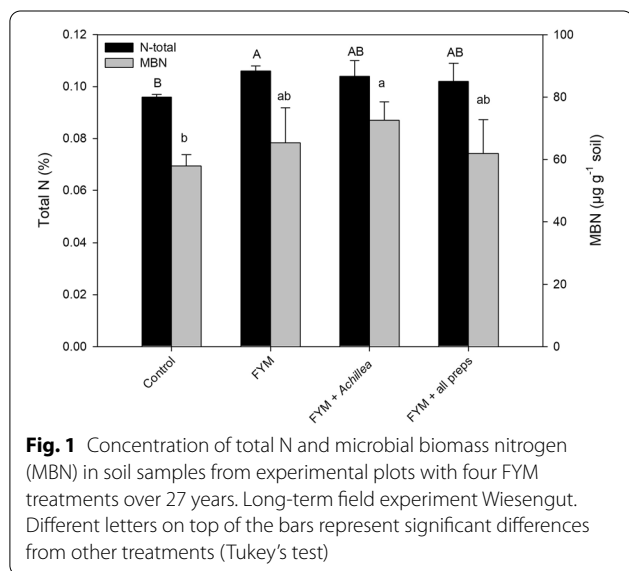 0.12
0.10
0.08
0.06
0.04
0.02
0.00
Total N (%)
N-total
MBN
B
b
A
ab
AB
a
AB
ab
100
80
60
40
20
0
MBN (µg g-1 soil)
Control
FYM
FYM + Achillea
FYM + all preps
Fig. 1 Concentration of total N and microbial biomass nitrogen
(MBN) in soil samples from experimental plots with four FYM
treatments over 27 years. Long-term field experiment Wiesengut.
Different letters on top of the bars represent significant differences
from other treatments (Tukey’s test)